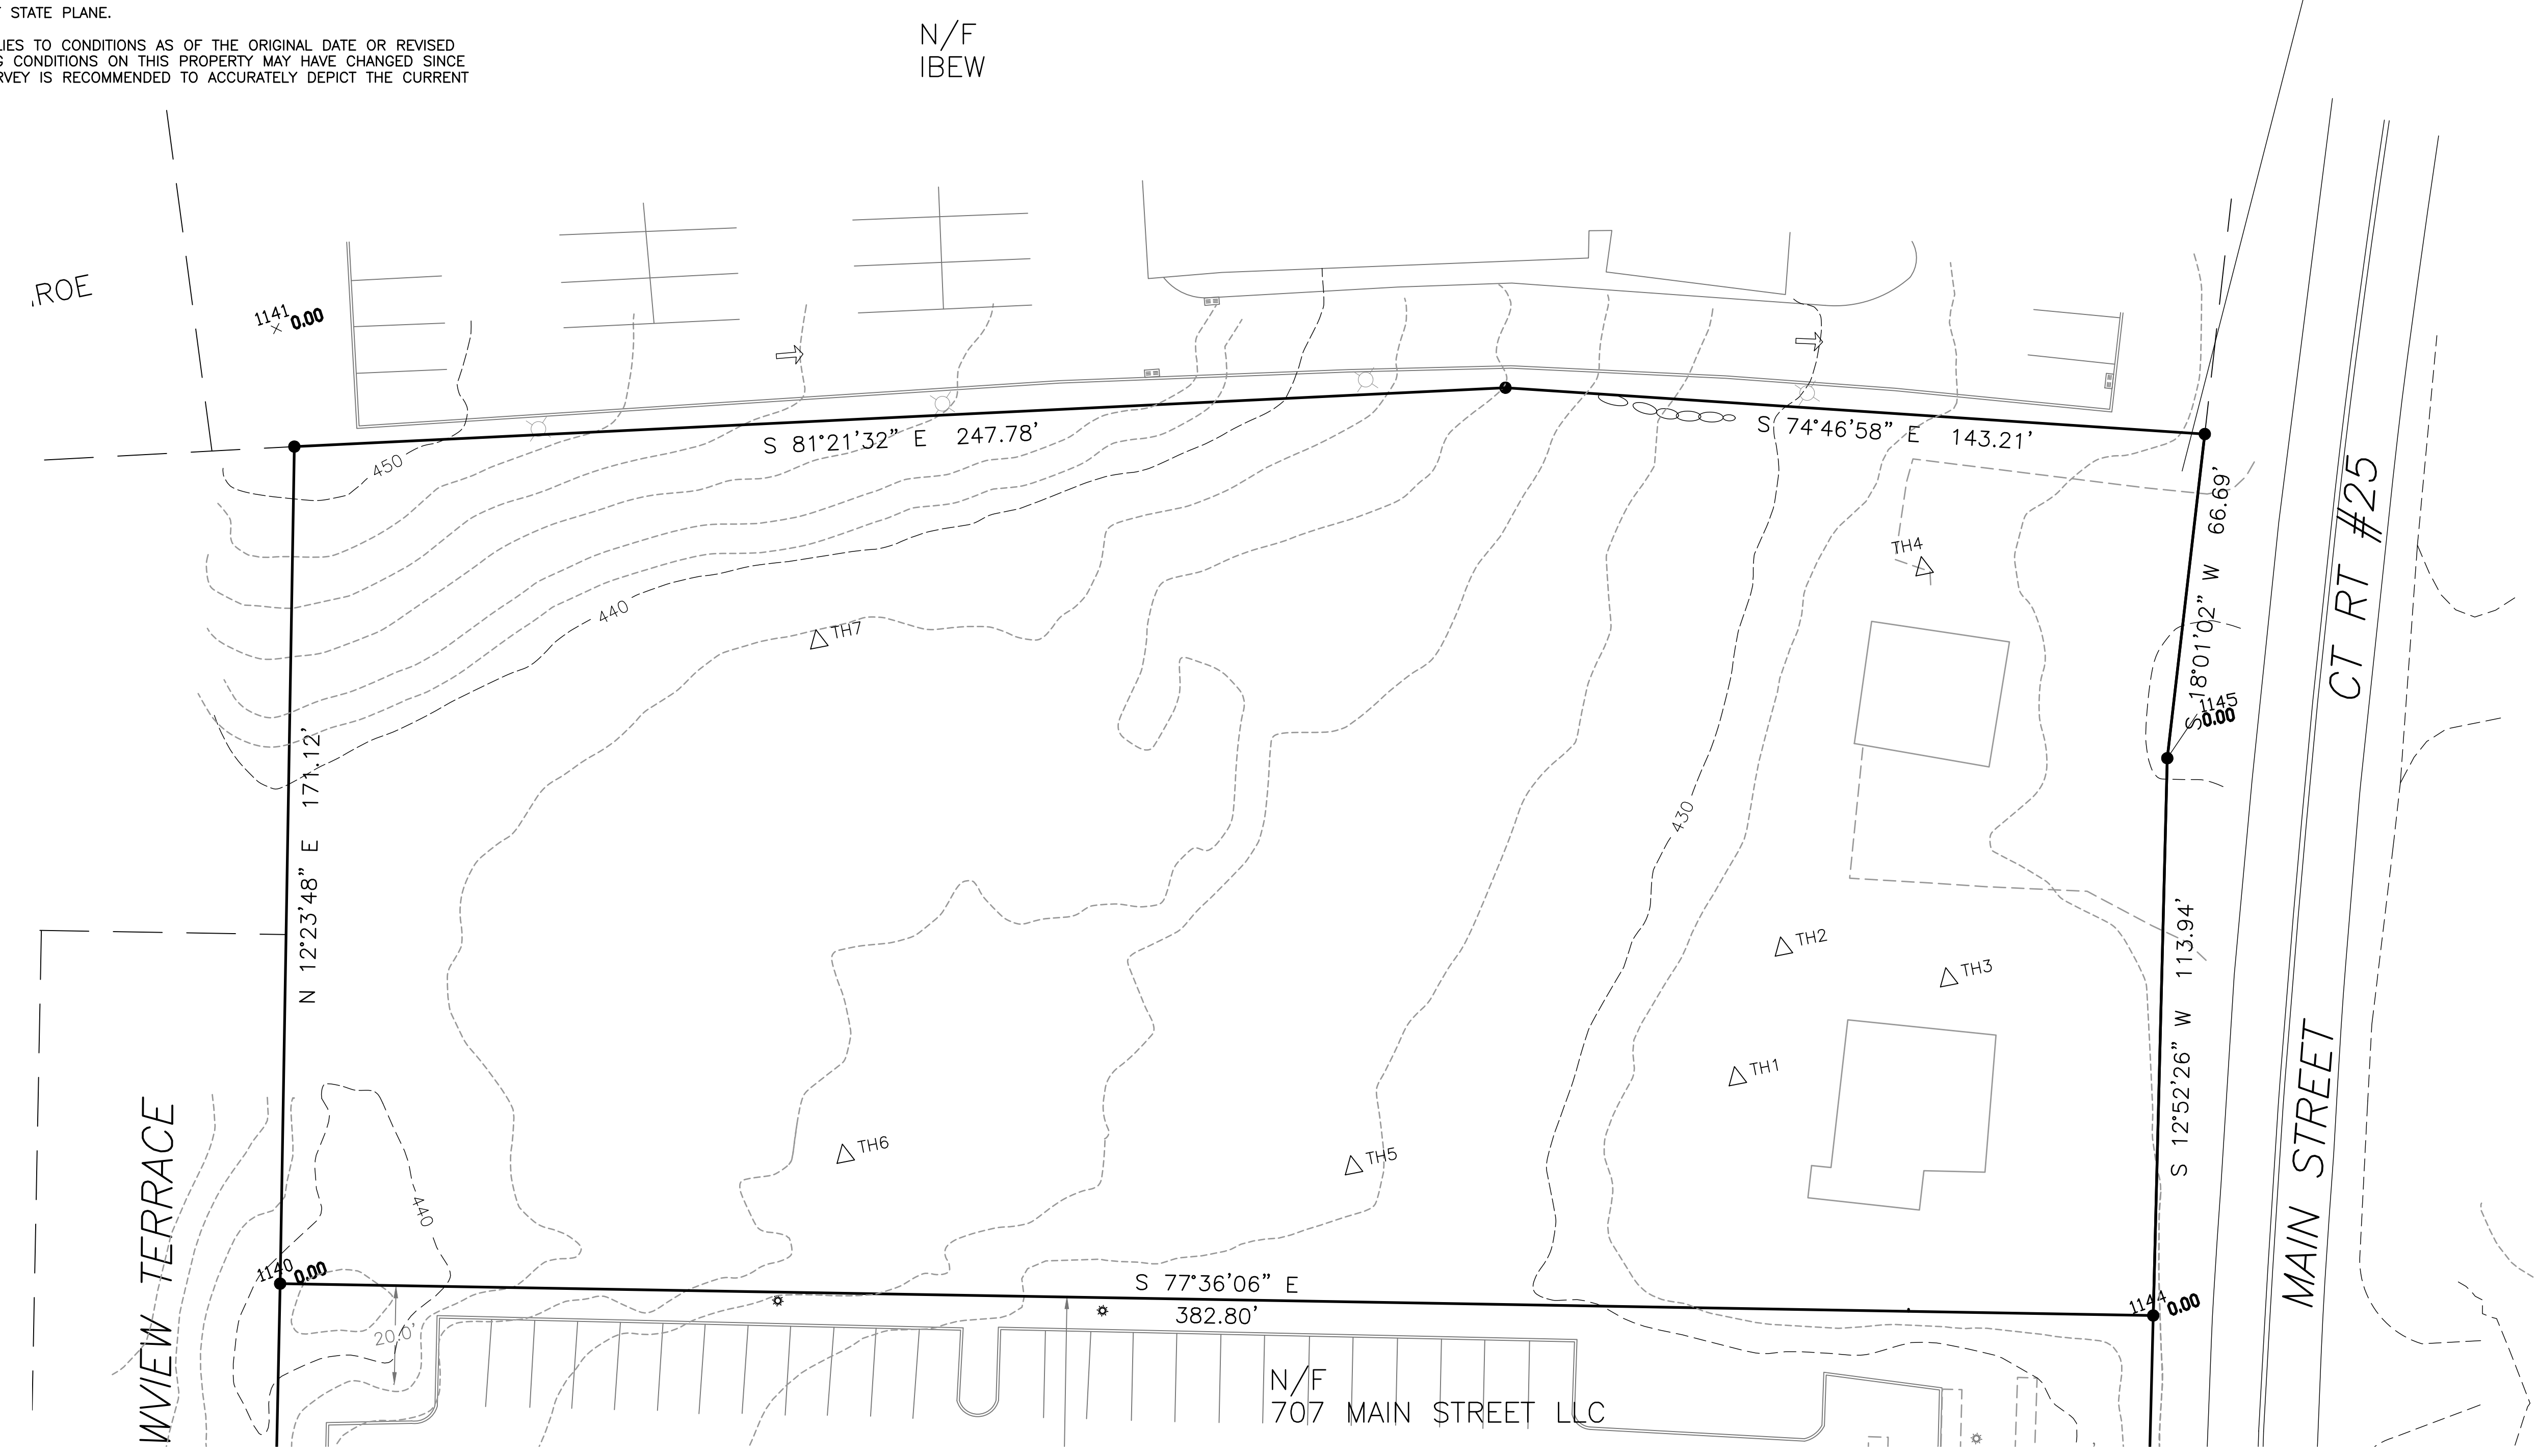 STATE PLANE.
LIES TO CONDITIONS AS OF THE ORIGINAL DATE OR REVISED
CONDITIONS ON THIS PROPERTY MAY HAVE CHANGED SINCE
RVEY IS RECOMMENDED TO ACCURATELY DEPICT THE CURRENT
N/F
IBEW
ROE
1141
0.00
450
S 81°21'32" E 247.78'
S 74°46'58" E 143.21'
S 18°01'02" W 66.69'
CT RT #25
TH4
440
TH7
1145
0.00
N 12°23'48" E 171.12'
430
TH2
TH3
S 12°52'26" W 113.94'
TH1
TH6
TH5
440
WVIEW TERRACE
MAIN STREET
1140
0.00
S 77°36'06" E
382.80'
1144
0.00
20.0'
N/F
707 MAIN STREET LLC